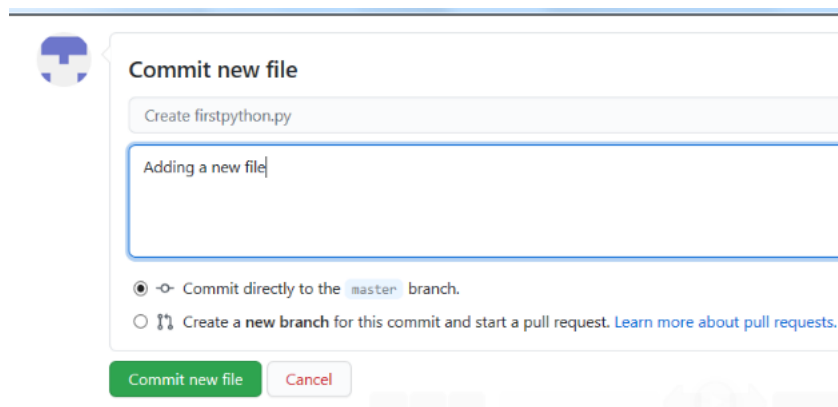 Commit new file
Create firstpython.py
Adding a new file
Commit directly to the master branch.
Create a new branch for this commit and start a pull request. Learn more about pull requests.
Commit new file Cancel